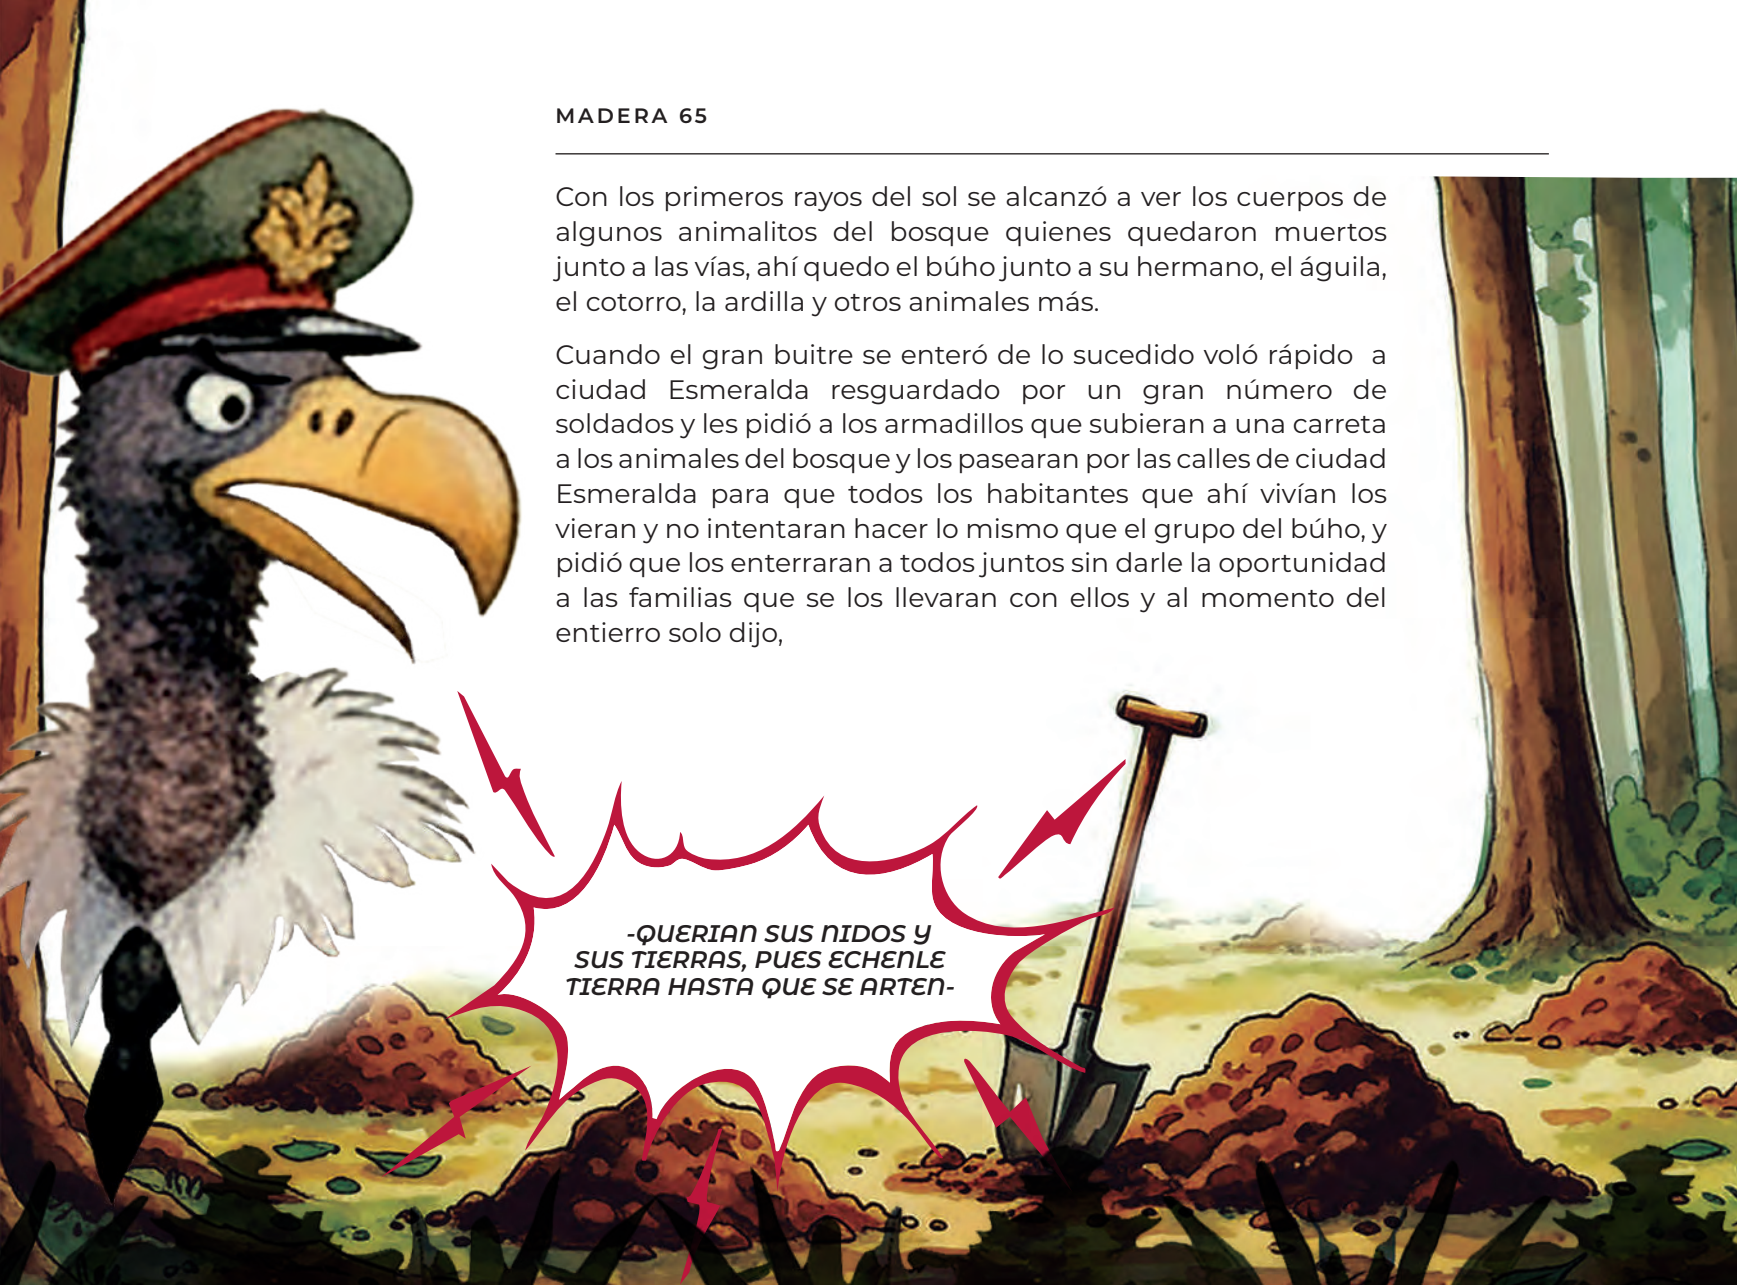 MADERA 65
Con los primeros rayos del sol se alcanzó a ver los cuerpos de
algunos animalitos del bosque quienes quedaron muertos
junto a las vías, ahí quedo el búho junto a su hermano, el águila,
el cotorro, la ardilla y otros animales más.
Cuando el gran buitre se enteró de lo sucedido voló rápido a
ciudad Esmeralda resguardado por un gran número de
soldados y les pidió a los armadillos que subieran a una carreta
a los animales del bosque y los pasearan por las calles de ciudad
Esmeralda para que todos los habitantes que ahí vivían los
vieran y no intentaran hacer lo mismo que el grupo del búho, y
pidió que los enterraran a todos juntos sin darle la oportunidad
a las familias que se los llevaran con ellos y al momento del
entierro solo dijo,
-QUERIAN SUS NIDOS Y
SUS TIERRAS, PUES ECHENLE
TIERRA HASTA QUE SE ARTEN-